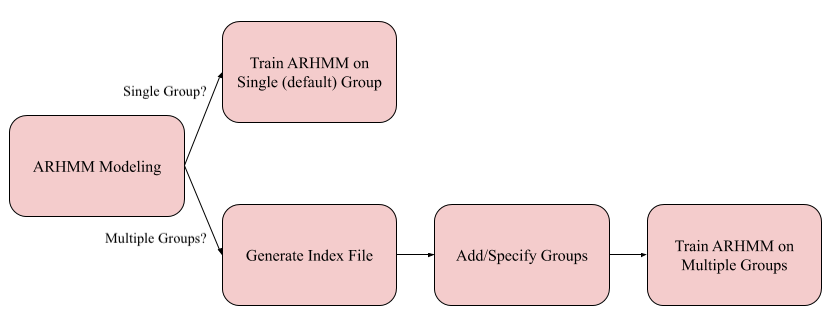 Train ARHMM on
Single (default) Group
Single Group?
ARHMM Modeling
Multiple Groups?
Generate Index File
Add/Specify Groups
Train ARHMM on
Multiple Groups